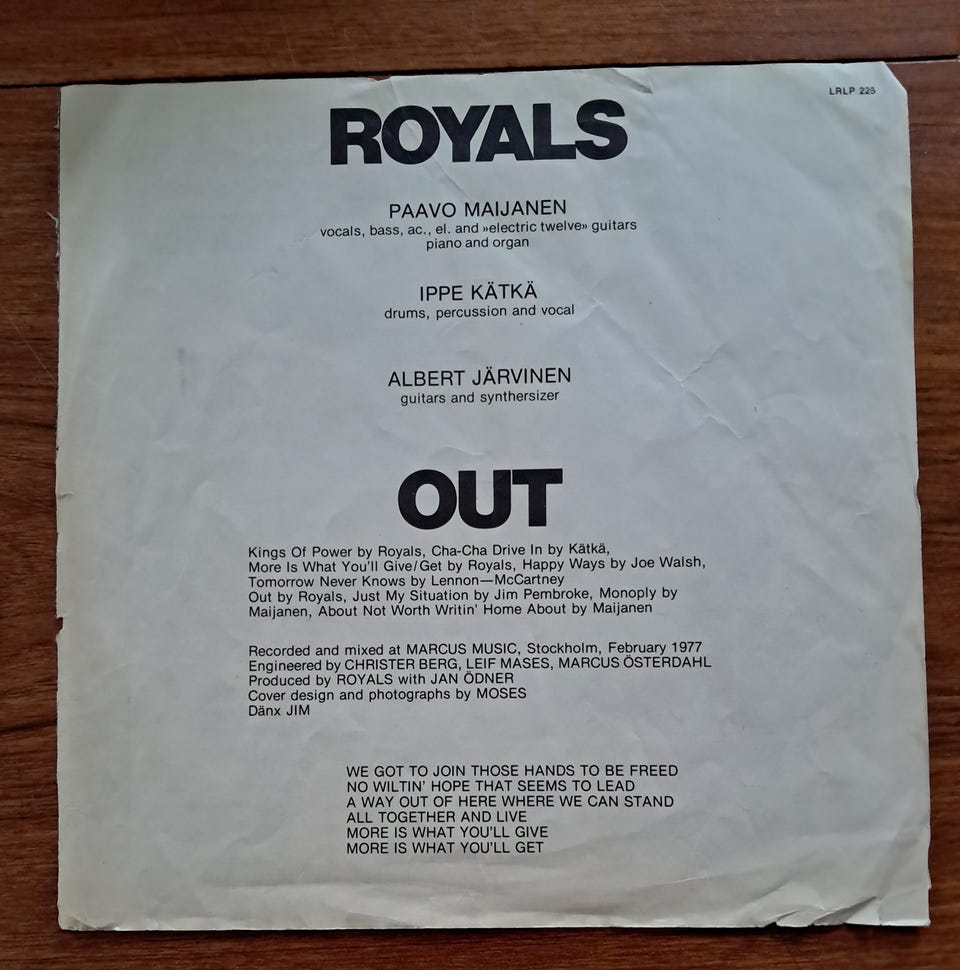 LRLP 225
ROYALS
PAAVO MAIJANEN
vocals, bass, ac., el. and »electric twelve» guitars
piano and organ
IPPE KÄTKÄ
drums, percussion and vocal
ALBERT JÄRVINEN
guitars and synthersizer
OUT
Kings Of Power by Royals, Cha-Cha Drive In by Kätkä,
More Is What You'll Give/Get by Royals, Happy Ways by Joe Walsh,
Tomorrow Never Knows by Lennon—McCartney
Out by Royals, Just My Situation by Jim Pembroke, Monoply by
Maijanen, About Not Worth Writin' Home About by Maijanen
Recorded and mixed at MARCUS MUSIC, Stockholm, February 1977
Engineered by CHRISTER BERG, LEIF MASES, MARCUS ÖSTERDAHL
Produced by ROYALS with JAN ÖDNER
Cover design and photographs by MOSES
Dänx JIM
WE GOT TO JOIN THOSE HANDS TO BE FREED
NO WILTIN' HOPE THAT SEEMS TO LEAD
A WAY OUT OF HERE WHERE WE CAN STAND
ALL TOGETHER AND LIVE
MORE IS WHAT YOU'LL GIVE
MORE IS WHAT YOU'LL GET